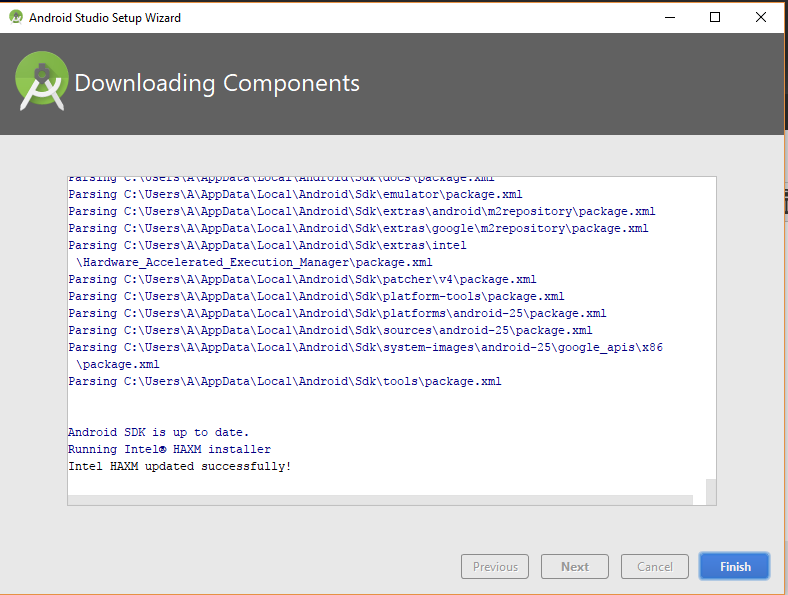 Android Studio Setup Wizard
Downloading Components
Parsing C:\Users\A\AppData\Local\Android\Sdk\docs\package.xml
Parsing C:\Users\A\AppData\Local\Android\Sdk\emulator\package.xml
Parsing C:\Users\A\AppData\Local\Android\Sdk\extras\android\m2repository\package.xml
Parsing C:\Users\A\AppData\Local\Android\Sdk\extras\google\m2repository\package.xml
Parsing C:\Users\A\AppData\Local\Android\Sdk\extras\intel
\Hardware_Accelerated_Execution_Manager\package.xml
Parsing C:\Users\A\AppData\Local\Android\Sdk\patcher\v4\package.xml
Parsing C:\Users\A\AppData\Local\Android\Sdk\platform-tools\package.xml
Parsing C:\Users\A\AppData\Local\Android\Sdk\platforms\android-25\package.xml
Parsing C:\Users\A\AppData\Local\Android\Sdk\sources\android-25\package.xml
Parsing C:\Users\A\AppData\Local\Android\Sdk\system-images\android-25\google_apis\x86
\package.xml
Parsing C:\Users\A\AppData\Local\Android\Sdk\tools\package.xml
Android SDK is up to date.
Running Intel® HAXM installer
Intel HAXM updated successfully!
Previous Next Cancel Finish